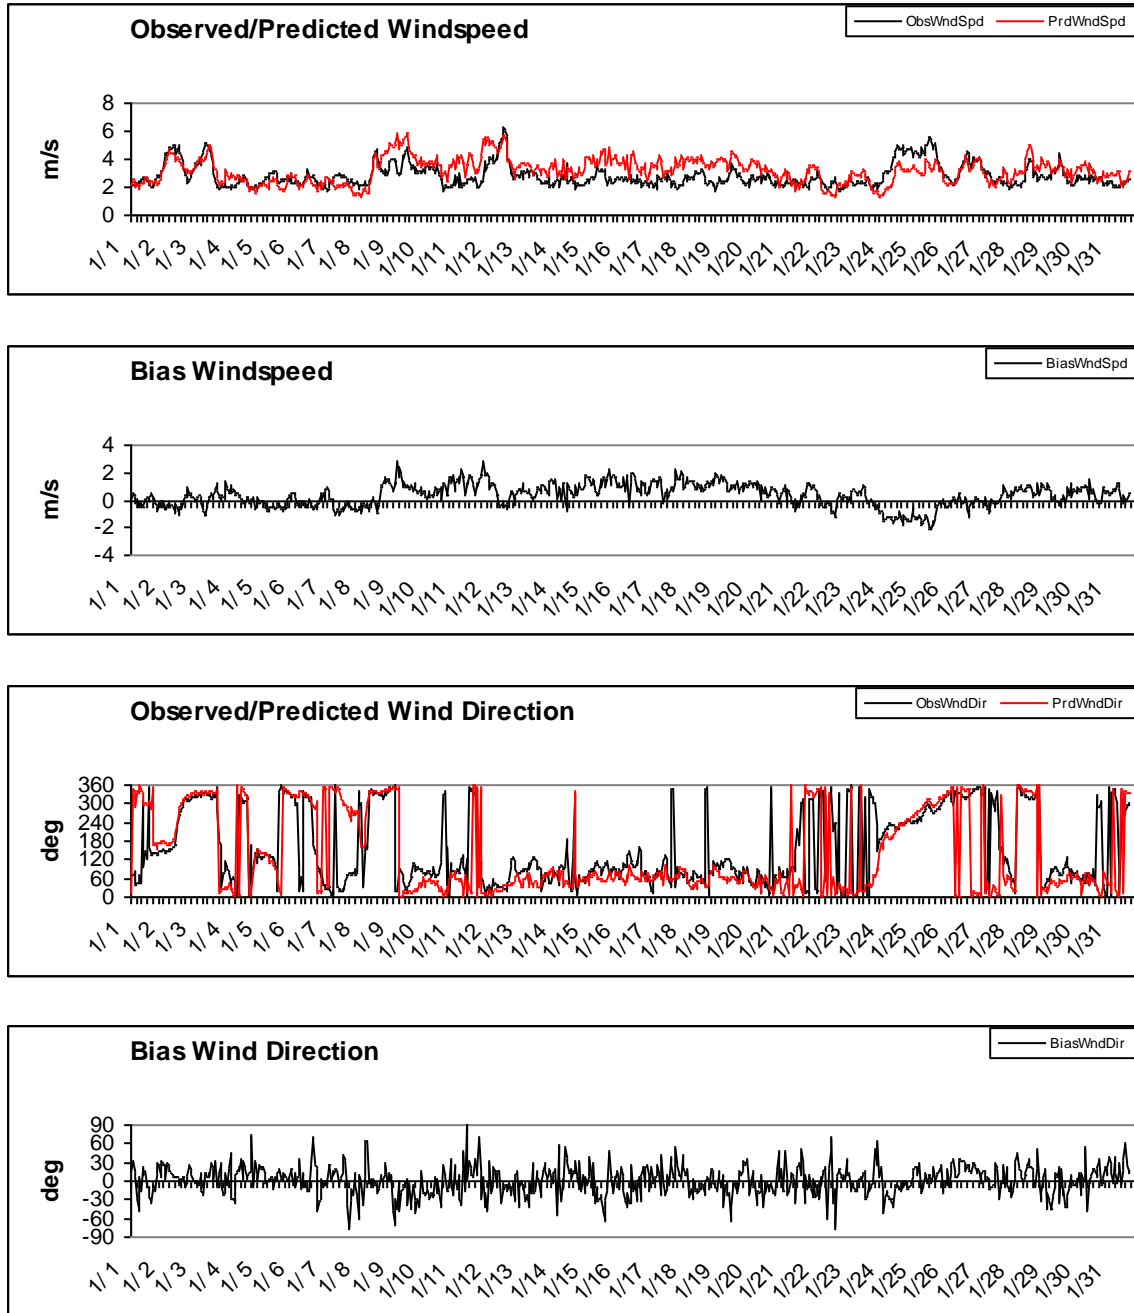 Observed/Predicted Windspeed
ObsWndSpd PrdWndSpd
8
6
4
2
0
m/s
1/ 1 1/ 2 1/ 3 1/ 4 1/ 5 1/ 6 1/ 7 1/ 8 1/ 9 1/10 1/11 1/12 1/13 1/14 1/15 1/16 1/17 1/18 1/19 1/20 1/21 1/22 1/23 1/24 1/25 1/26 1/27 1/28 1/29 1/30 1/31
Bias Windspeed
BiasWndSpd
4
2
0
-2
-4
m/s
1/ 1 1/ 2 1/ 3 1/ 4 1/ 5 1/ 6 1/ 7 1/ 8 1/ 9 1/10 1/11 1/12 1/13 1/14 1/15 1/16 1/17 1/18 1/19 1/20 1/21 1/22 1/23 1/24 1/25 1/26 1/27 1/28 1/29 1/30 1/31
Observed/Predicted Wind Direction
ObsWndDir PrdWndDir
360
300
240
180
120
60
0
deg
1/ 1 1/ 2 1/ 3 1/ 4 1/ 5 1/ 6 1/ 7 1/ 8 1/ 9 1/10 1/11 1/12 1/13 1/14 1/15 1/16 1/17 1/18 1/19 1/20 1/21 1/22 1/23 1/24 1/25 1/26 1/27 1/28 1/29 1/30 1/31
Bias Wind Direction
BiasWndDir
90
60
30
0
-30
-60
-90
deg
1/ 1 1/ 2 1/ 3 1/ 4 1/ 5 1/ 6 1/ 7 1/ 8 1/ 9 1/10 1/11 1/12 1/13 1/14 1/15 1/16 1/17 1/18 1/19 1/20 1/21 1/22 1/23 1/24 1/25 1/26 1/27 1/28 1/29 1/30 1/31